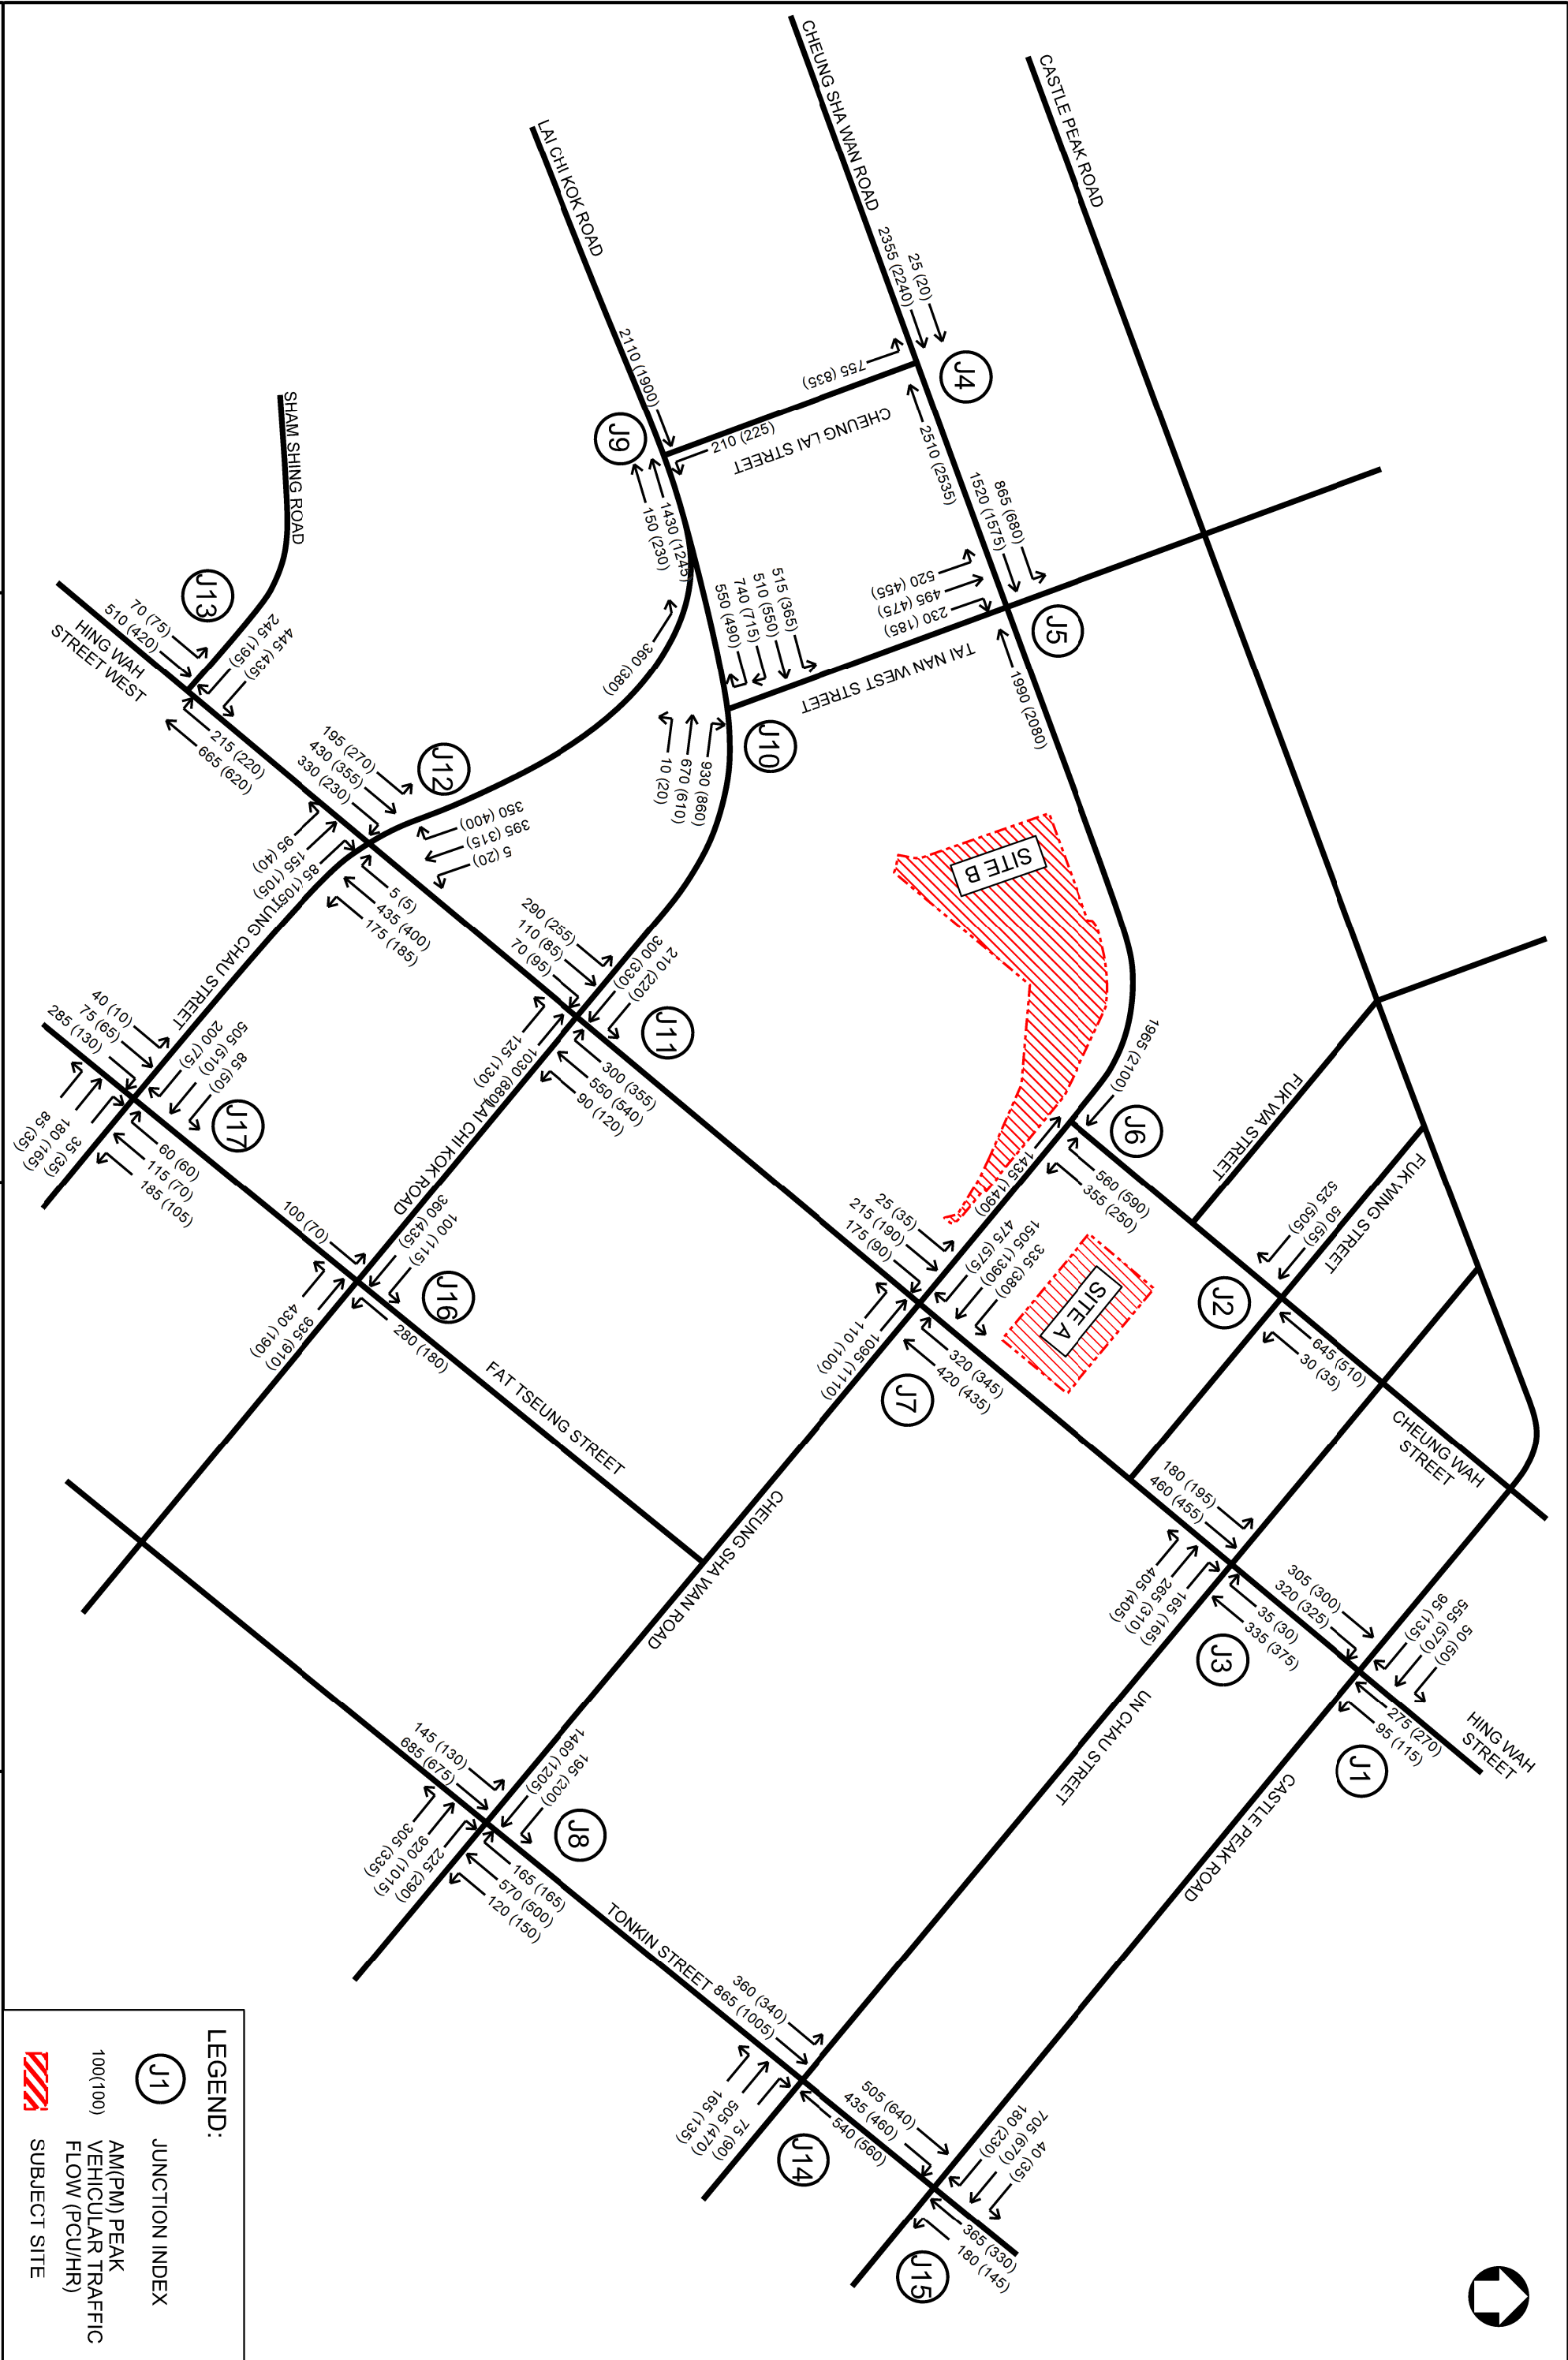 CASTLE PEAK ROAD
CHEUNG SHA WAN ROAD
LAI CHI KOK ROAD
SHAM SHING ROAD
25 (20)
2355 (2240)
J4
755 (835)
2510 (2535)
CHEUNG LAI STREET
2110 (1900)
210 (225)
J9
1430 (1245)
150 (230)
865 (680)
1520 (1575)
J5
520 (455)
495 (475)
230 (185)
1990 (2080)
TAI NAN WEST STREET
515 (365)
510 (550)
740 (715)
550 (490)
J10
930 (860)
670 (610)
10 (20)
360 (380)
J13
70 (75)
510 (420)
HING WAH
STREET WEST
445 (435)
245 (195)
215 (220)
665 (620)
J12
195 (270)
430 (355)
330 (230)
350 (400)
395 (315)
5 (20)
95 (40)
155 (105)
85 (105)
5 (5)
435 (400)
175 (185)
TUNG CHAU STREET
SITE B
J11
290 (255)
110 (85)
70 (95)
210 (220)
300 (330)
125 (130)
1030 (880)
300 (355)
550 (540)
90 (120)
LAI CHI KOK ROAD
1965 (2100)
J6
560 (590)
355 (250)
1435 (1490)
FUK WA STREET
FUK WING STREET
525 (505)
50 (55)
J2
645 (510)
30 (35)
CHEUNG WAH
STREET
SITE A
J7
25 (35)
215 (190)
175 (90)
335 (380)
1505 (1390)
475 (575)
110 (100)
1095 (1110)
320 (345)
420 (435)
J17
40 (10)
75 (65)
285 (130)
505 (510)
85 (50)
200 (75)
85 (35)
180 (165)
35 (35)
60 (60)
115 (70)
185 (105)
J16
100 (70)
100 (115)
360 (435)
430 (190)
935 (910)
280 (180)
FAT TSEUNG STREET
J3
180 (195)
460 (455)
405 (405)
265 (310)
165 (165)
35 (30)
335 (375)
J1
305 (300)
320 (325)
50 (50)
555 (570)
95 (135)
275 (270)
95 (115)
HING WAH
STREET
UN CHAU STREET
CASTLE PEAK ROAD
CHEUNG SHA WAN ROAD
J8
145 (130)
685 (675)
195 (200)
1460 (1205)
305 (335)
920 (1015)
225 (290)
165 (165)
570 (500)
120 (150)
TONKIN STREET
J14
360 (340)
865 (1005)
165 (135)
505 (470)
75 (90)
540 (560)
J15
505 (640)
435 (460)
40 (35)
705 (670)
180 (230)
365 (330)
180 (145)
LEGEND:
J1
JUNCTION INDEX
100(100)
AM(PM) PEAK
VEHICULAR TRAFFIC
FLOW (PCU/HR)
SUBJECT SITE